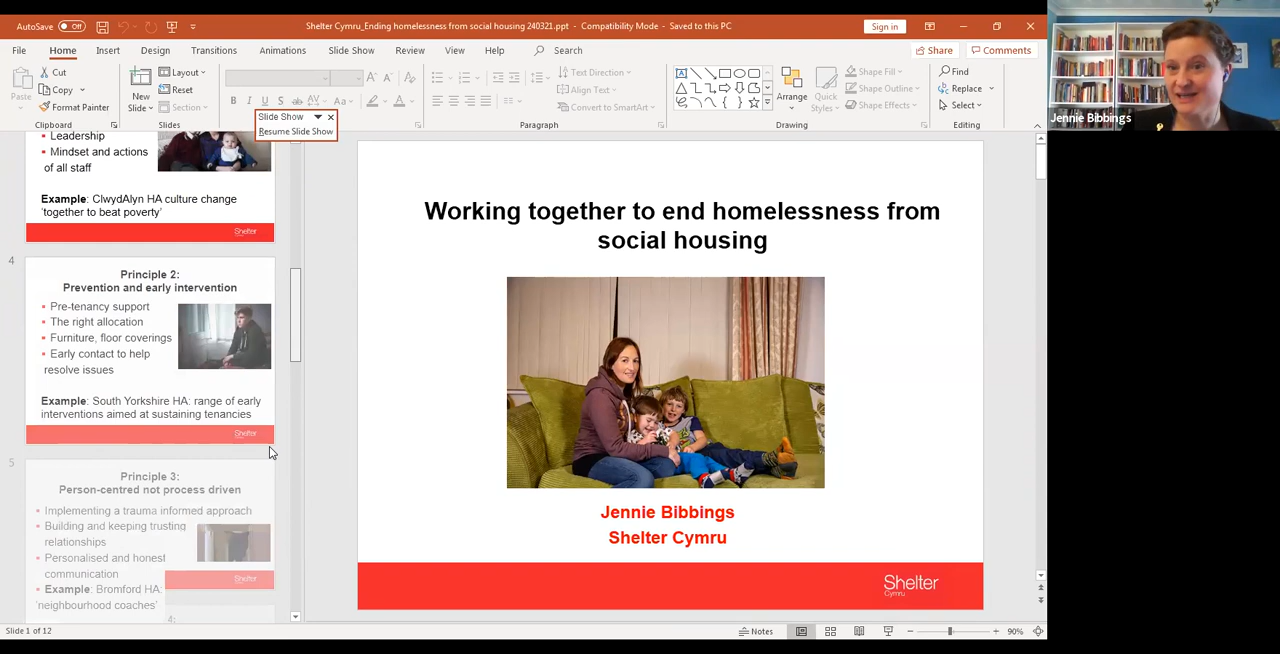 AutoSave Off
Shelter Cymru_Ending homelessness from social housing 240321.ppt - Compatibility Mode - Saved to this PC
Sign in
File Home Insert Design Transitions Animations Slide Show Review View Help Search
Share Comments
Paste
Cut
Copy
Format Painter
Clipboard
New Slide
Layout
Reset
Section
Slides
B I U S ab AV Aa A
Slide Show
Resume Slide Show
Text Direction
Align Text
Convert to SmartArt
Paragraph
Arrange
Quick Styles
Shape Fill
Shape Outline
Shape Effects
Drawing
Find
Replace
Select
Editing
Jennie Bibbings
Leadership
Mindset and actions
of all staff
Example: ClwydAlyn HA culture change
'together to beat poverty'
Shelter
4
Principle 2:
Prevention and early intervention
Pre-tenancy support
The right allocation
Furniture, floor coverings
Early contact to help
resolve issues
Example: South Yorkshire HA: range of early
interventions aimed at sustaining tenancies
Shelter
5
Principle 3:
Person-centred not process driven
Implementing a trauma informed approach
Building and keeping trusting
relationships
Personalised and honest
communication
Example: Bromford HA:
'neighbourhood coaches'
Shelter
4:
Working together to end homelessness from
social housing
Jennie Bibbings
Shelter Cymru
Shelter
Cymru
Slide 1 of 12
Notes
90%